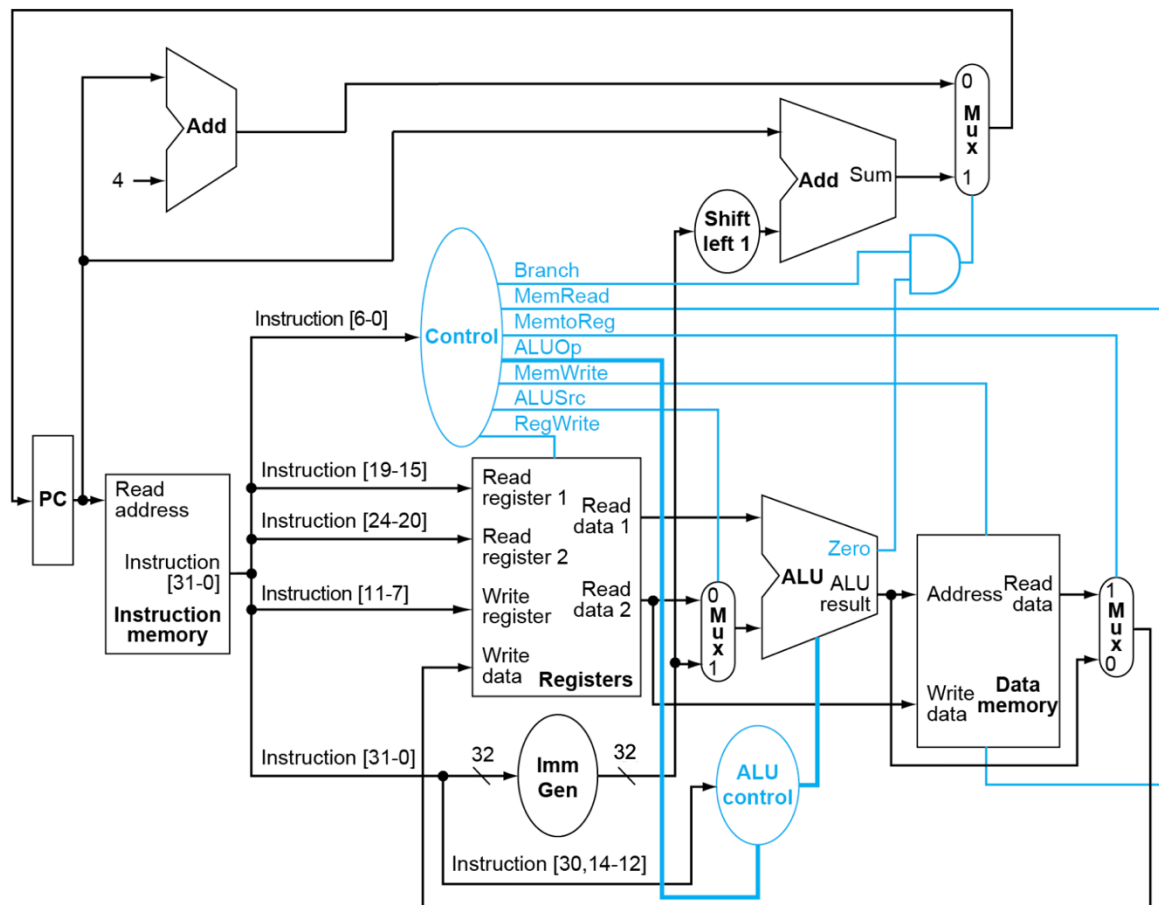 0
Mux
1
Add
4
Add
Sum
Shift
left 1
Branch
MemRead
Instruction [6-0]
Control
MemtoReg
ALUOp
MemWrite
ALUSrc
RegWrite
PC
Read
address
Instruction
[31-0]
Instruction
memory
Instruction [19-15]
Instruction [24-20]
Instruction [11-7]
Read
register 1
Read
register 2
Write
register
Write
data
Read
data 1
Read
data 2
Registers
0
Mux
1
Zero
ALU
ALU
result
Address
Read
data
Write
data
Data
memory
1
Mux
0
Instruction [31-0]
32
Imm
Gen
32
ALU
control
Instruction [30,14-12]